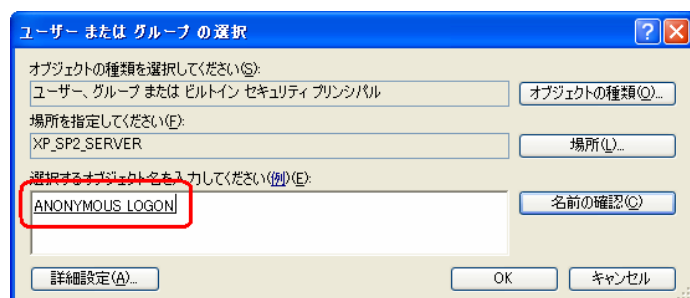 ユーザー または グループ の選択
オブジェクトの種類を選択してください(S):
ユーザー、グループ または ビルトイン セキュリティ プリンシパル
オブジェクトの種類(O)...
場所を指定してください(F):
XP_SP2_SERVER
場所(L)...
選択するオブジェクト名を入力してください(例)(E):
ANONYMOUS LOGON
名前の確認(C)
詳細設定(A)...
OK
キャンセル